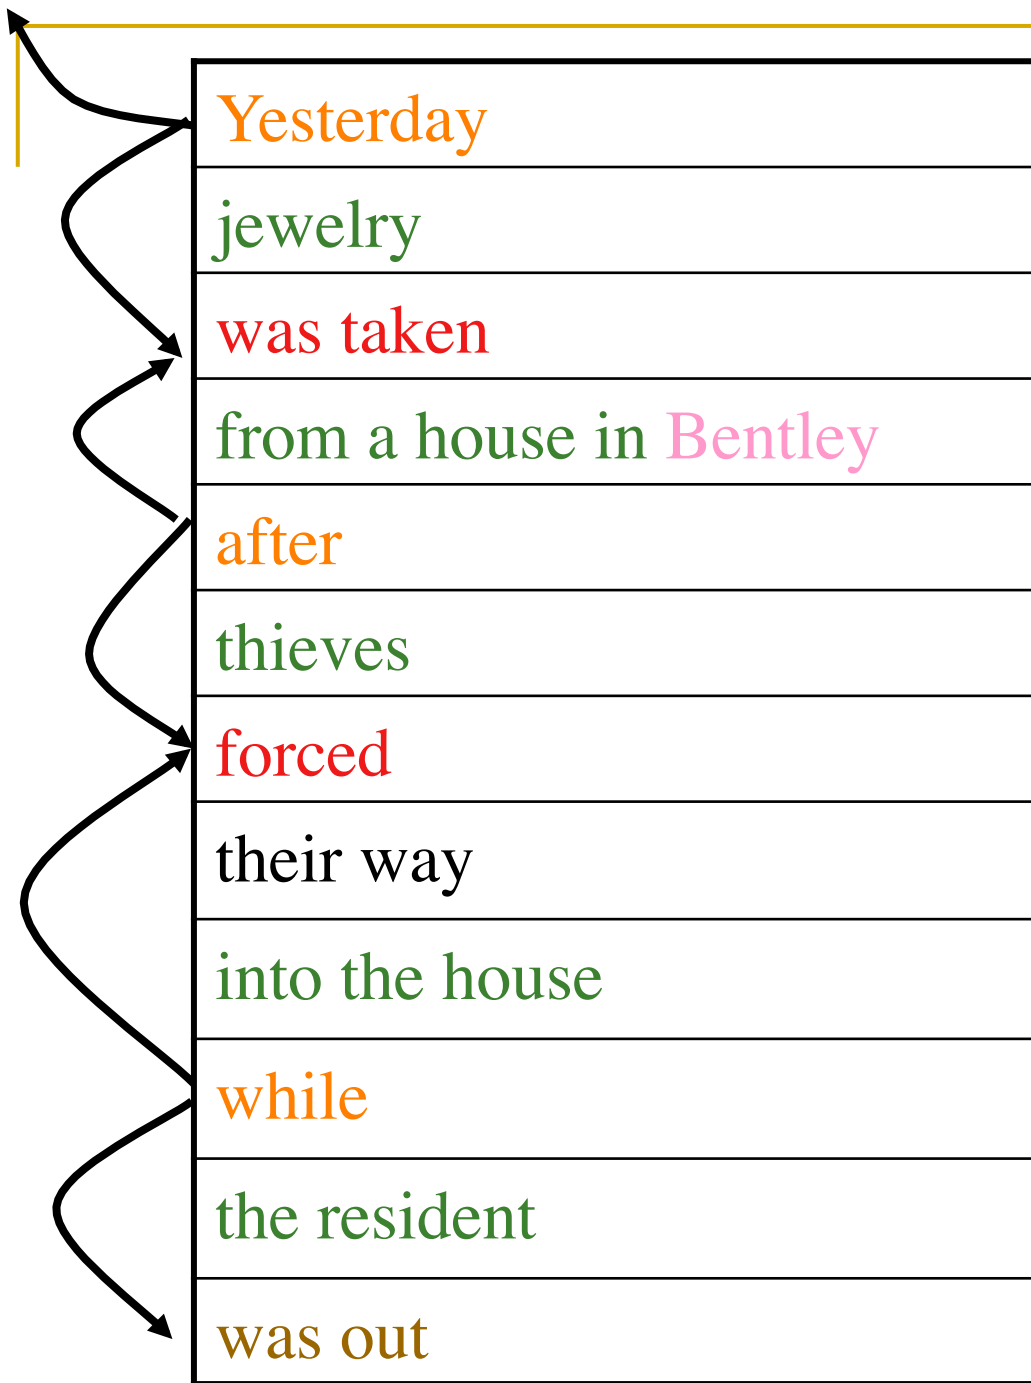 Yesterday
jewelry
was taken
from a house in Bentley
after
thieves
forced
their way
into the house
while
the resident
was out